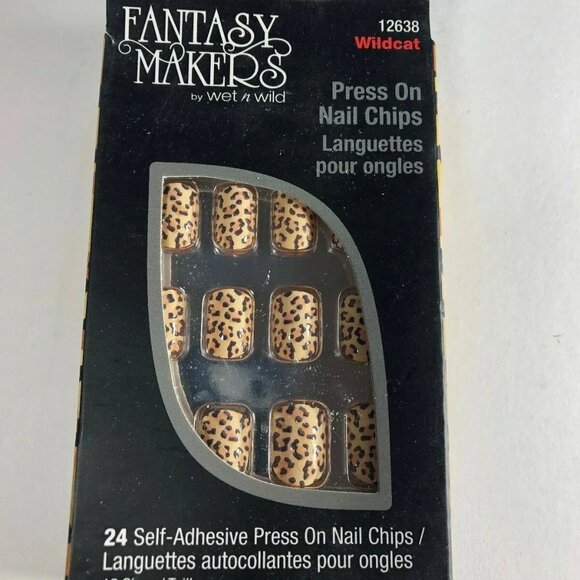 FANTASY
MAKERS
by wet n wild
12638
Wildcat
Press On
Nail Chips
Languettes
pour ongles
24 Self-Adhesive Press On Nail Chips /
Languettes autocollantes pour ongles